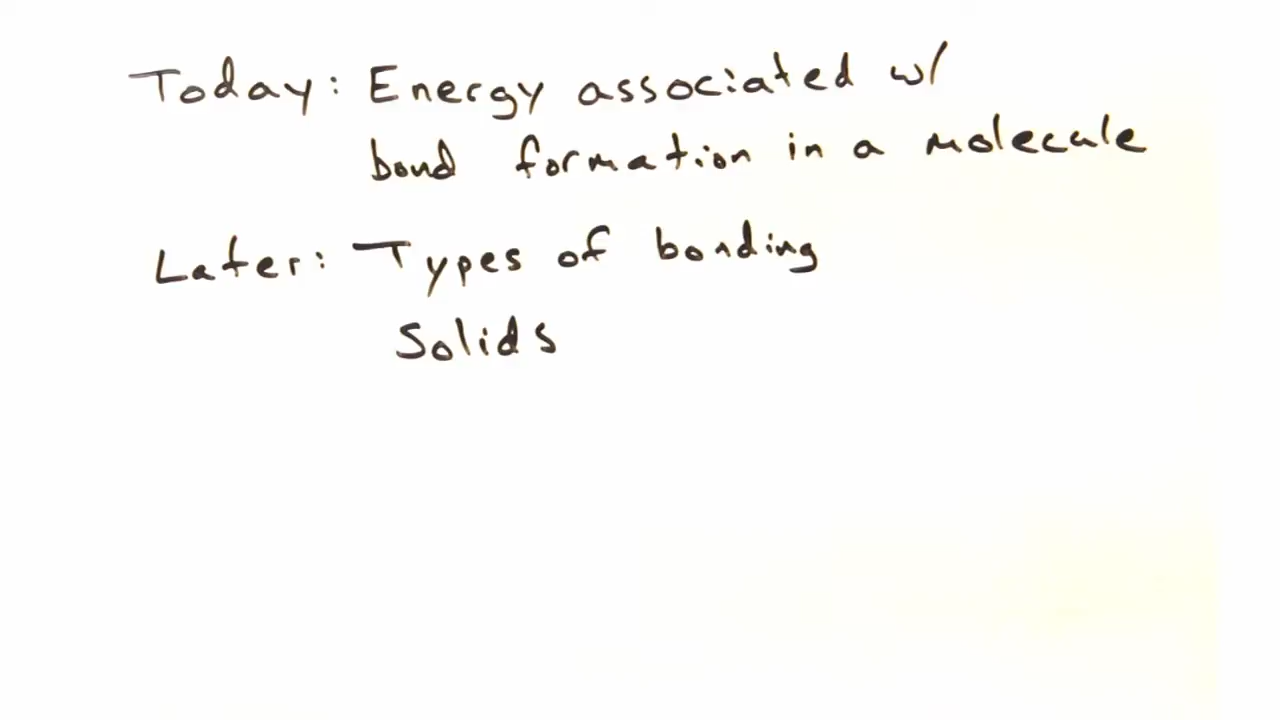 Today: Energy associated w/
bond formation in a molecule
Later: Types of bonding
Solids